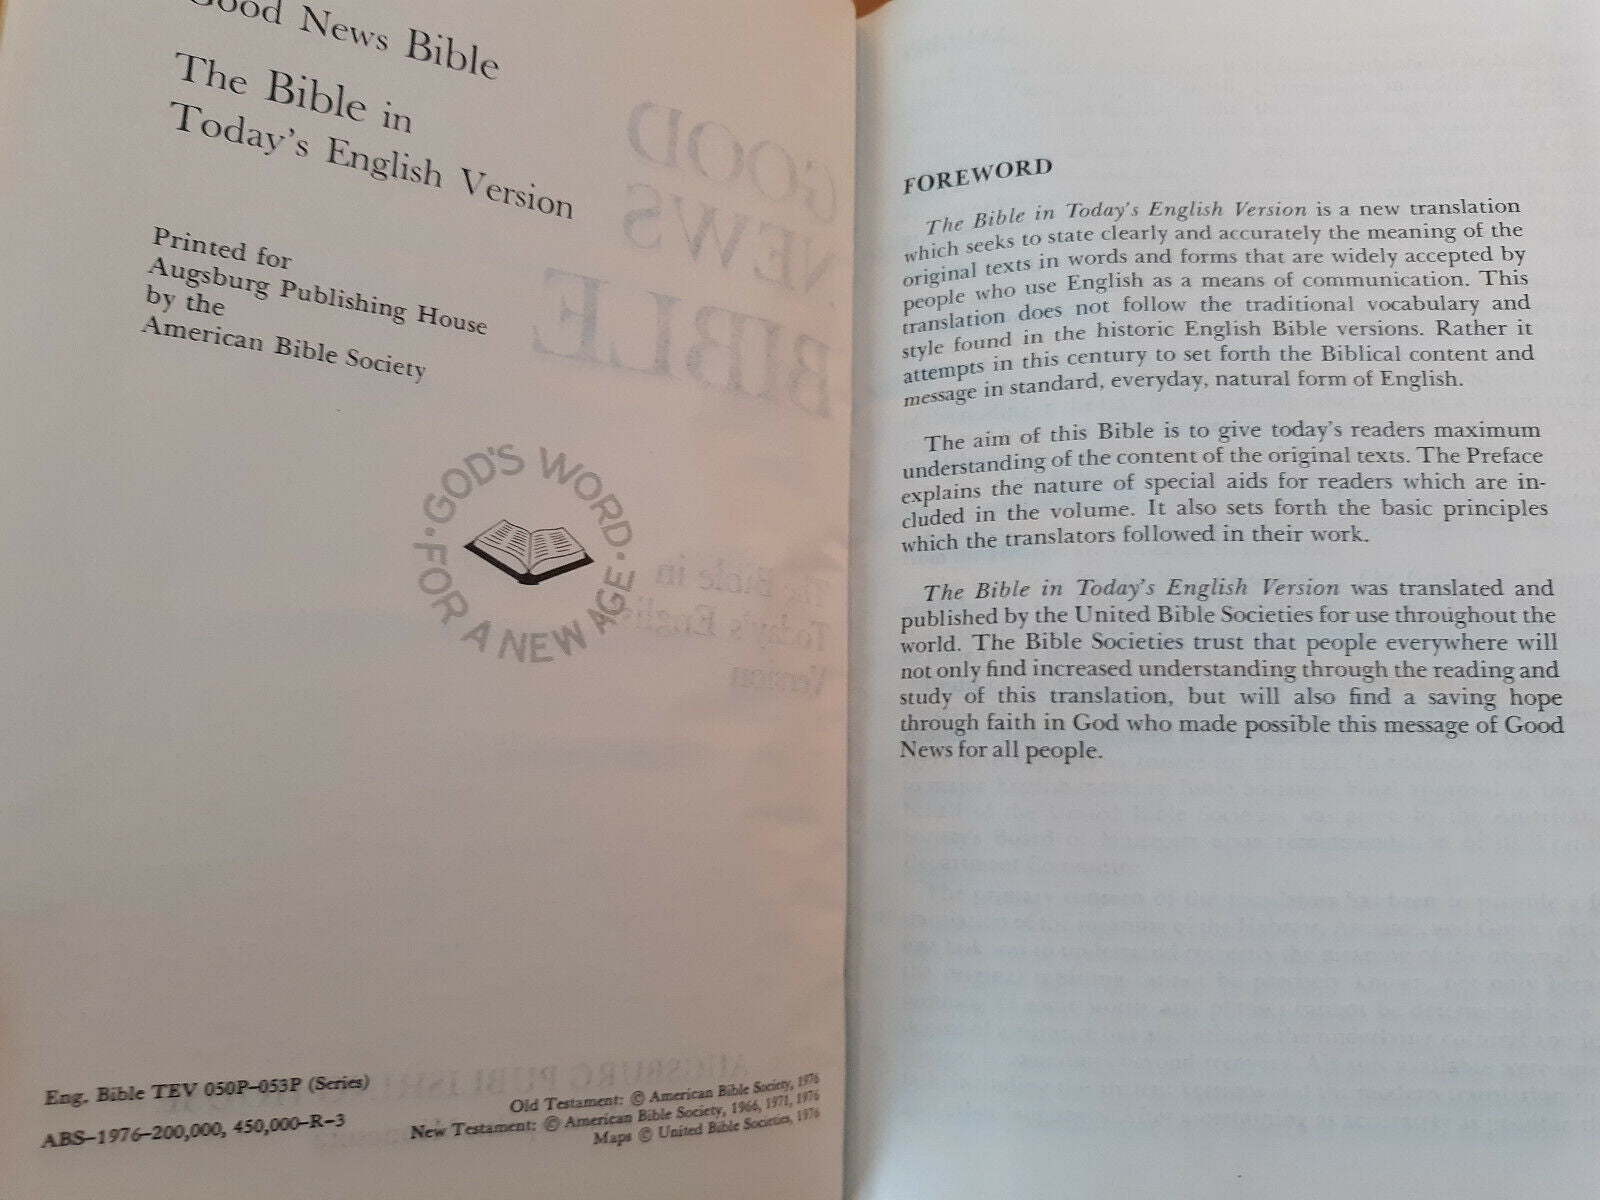 Good News Bible
The Bible in
Today's English Version
Printed for
Augsburg Publishing House
by the
American Bible Society
·GOD'S WORD·
FOR A NEW AGE
Eng. Bible TEV 050P–053P (Series)
ABS–1976–200,000, 450,000–R–3
Old Testament: © American Bible Society, 1976
New Testament: © American Bible Society, 1966, 1971, 1976
Maps © United Bible Societies, 1976
GOOD
NEWS
BIBLE
The Bible in
Today's English
Version
AUGSBURG PUBLISHING
FOREWORD
The Bible in Today's English Version is a new translation
which seeks to state clearly and accurately the meaning of the
original texts in words and forms that are widely accepted by
people who use English as a means of communication. This
translation does not follow the traditional vocabulary and
style found in the historic English Bible versions. Rather it
attempts in this century to set forth the Biblical content and
message in standard, everyday, natural form of English.
The aim of this Bible is to give today's readers maximum
understanding of the content of the original texts. The Preface
explains the nature of special aids for readers which are in-
cluded in the volume. It also sets forth the basic principles
which the translators followed in their work.
The Bible in Today's English Version was translated and
published by the United Bible Societies for use throughout the
world. The Bible Societies trust that people everywhere will
not only find increased understanding through the reading and
study of this translation, but will also find a saving hope
through faith in God who made possible this message of Good
News for all people.